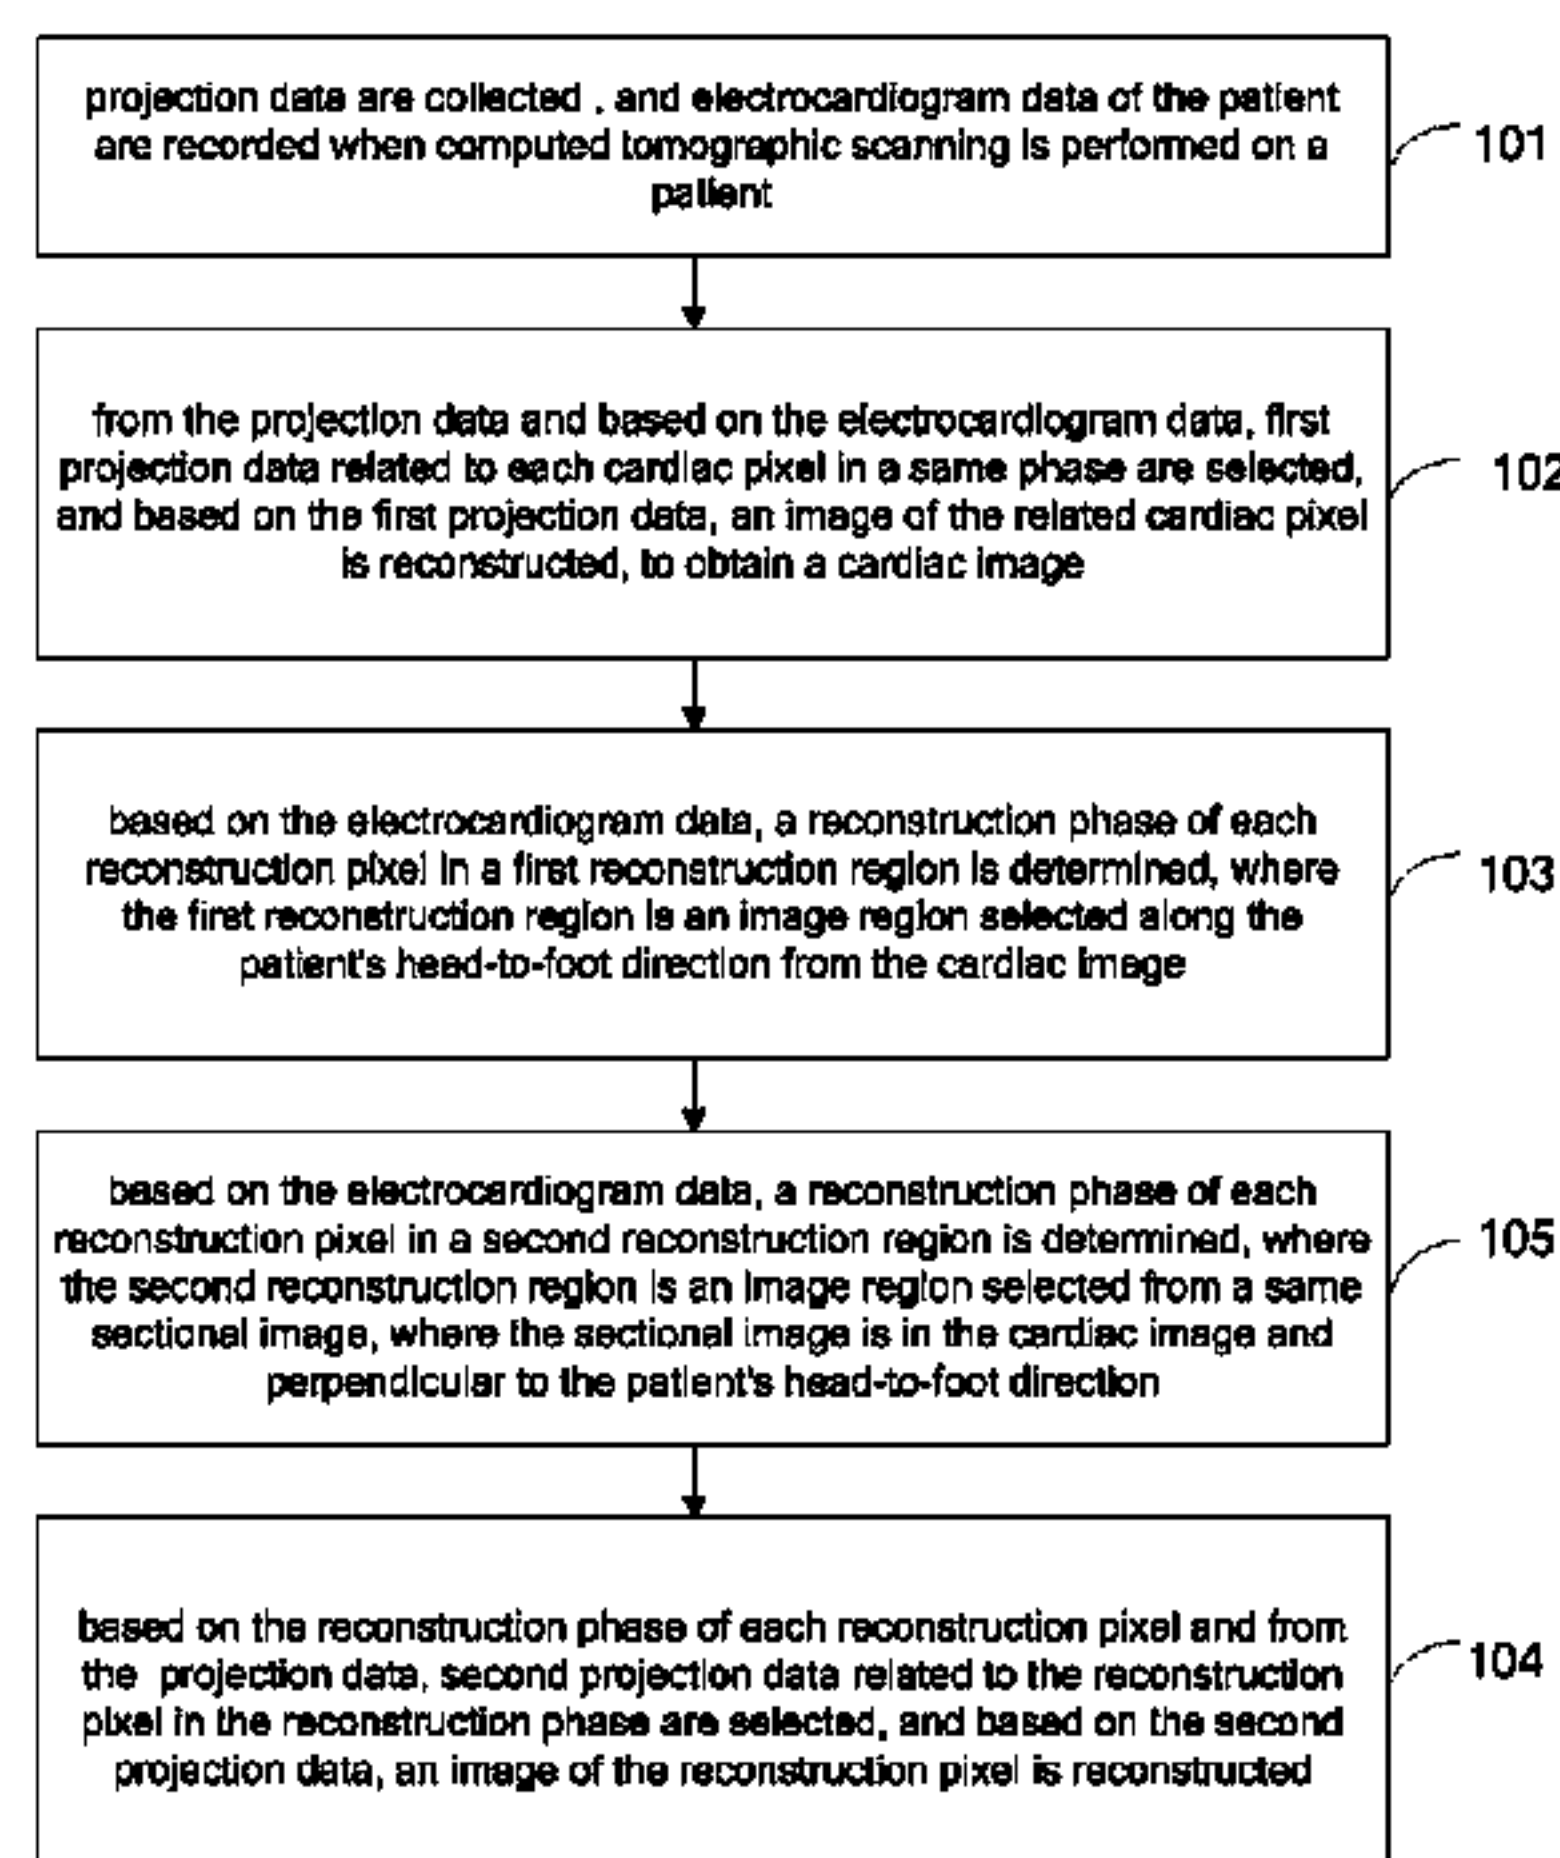 projection data are collected , and electrocardiogram data of the patient
are recorded when computed tomographic scanning is performed on a
patient
101
from the projection data and based on the electrocardiogram data, first
projection data related to each cardiac pixel in a same phase are selected,
and based on the first projection data, an image of the related cardiac pixel
is reconstructed, to obtain a cardiac image
102
based on the electrocardiogram data, a reconstruction phase of each
reconstruction pixel in a first reconstruction region is determined, where
the first reconstruction region is an image region selected along the
patient's head-to-foot direction from the cardiac image
103
based on the electrocardiogram data, a reconstruction phase of each
reconstruction pixel in a second reconstruction region is determined, where
the second reconstruction region is an image region selected from a same
sectional image, where the sectional image is in the cardiac image and
perpendicular to the patient's head-to-foot direction
105
based on the reconstruction phase of each reconstruction pixel and from
the projection data, second projection data related to the reconstruction
pixel in the reconstruction phase are selected, and based on the second
projection data, an image of the reconstruction pixel is reconstructed
104